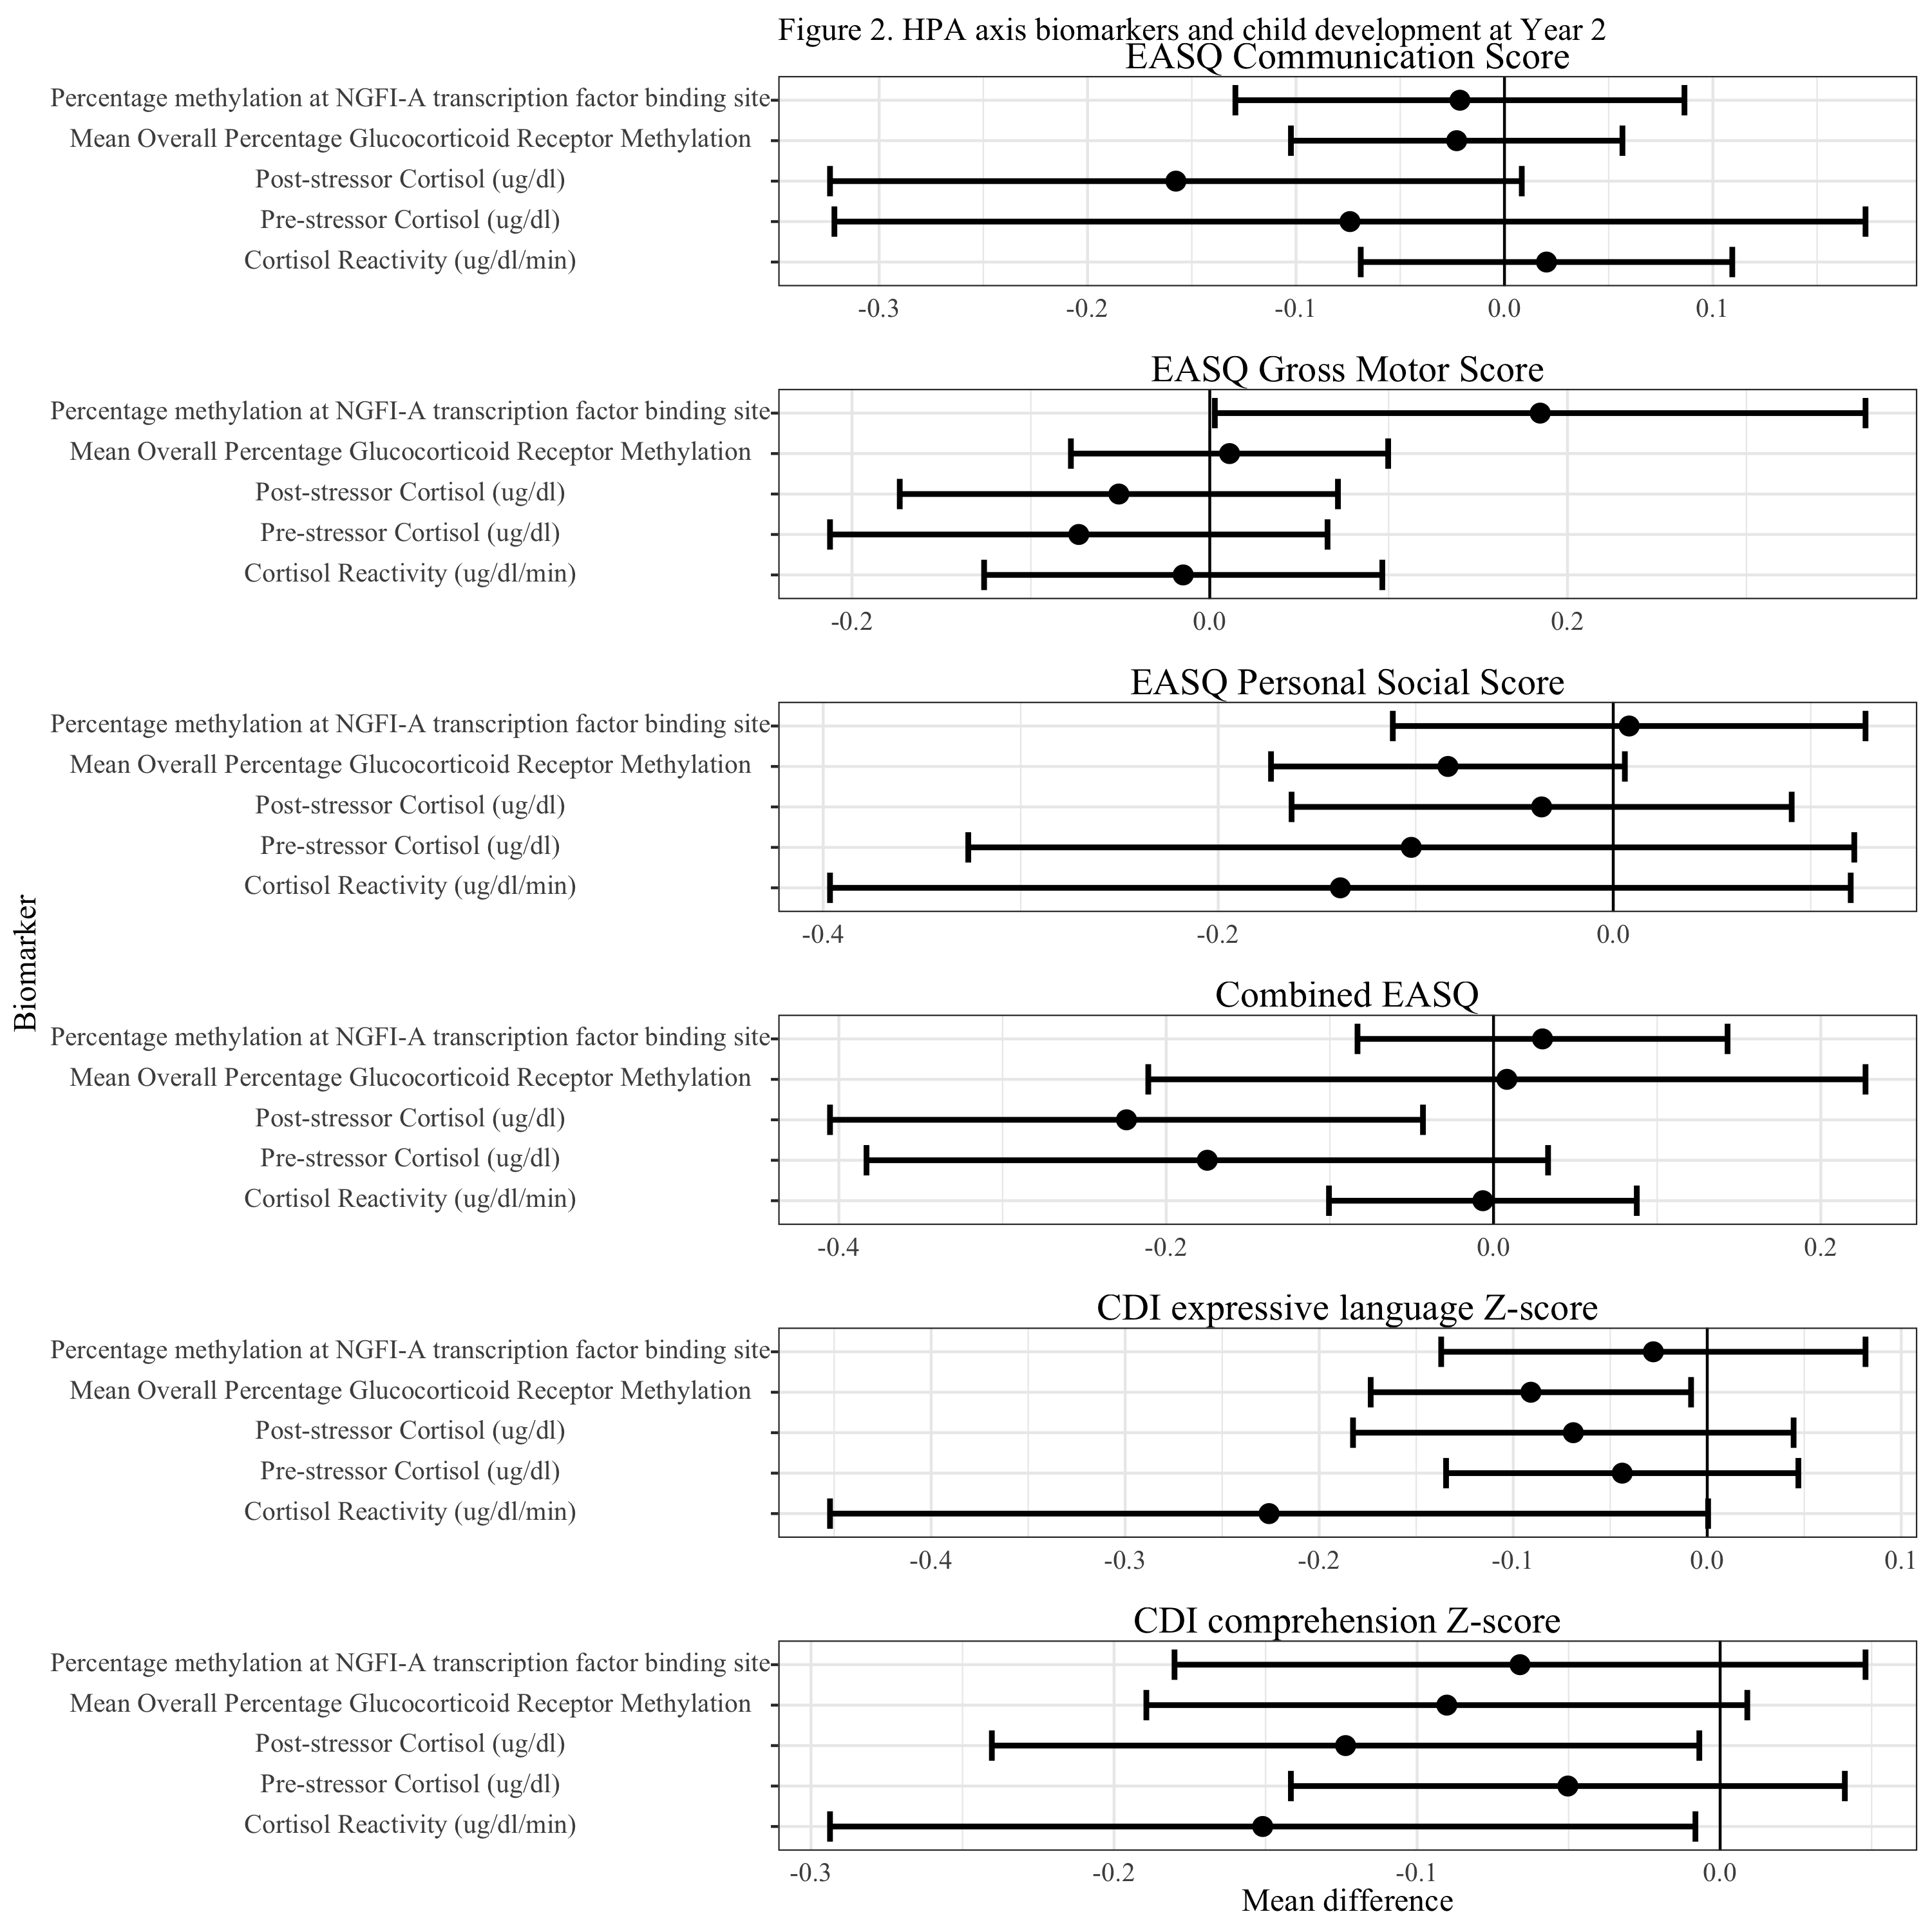 Figure 2. HPA axis biomarkers and child development at Year 2
EASQ Communication Score
Percentage methylation at NGFI-A transcription factor binding site
Mean Overall Percentage Glucocorticoid Receptor Methylation
Post-stressor Cortisol (ug/dl)
Pre-stressor Cortisol (ug/dl)
Cortisol Reactivity (ug/dl/min)
-0.3 -0.2 -0.1 0.0 0.1
EASQ Gross Motor Score
Percentage methylation at NGFI-A transcription factor binding site
Mean Overall Percentage Glucocorticoid Receptor Methylation
Post-stressor Cortisol (ug/dl)
Pre-stressor Cortisol (ug/dl)
Cortisol Reactivity (ug/dl/min)
-0.2 0.0 0.2
EASQ Personal Social Score
Percentage methylation at NGFI-A transcription factor binding site
Mean Overall Percentage Glucocorticoid Receptor Methylation
Post-stressor Cortisol (ug/dl)
Pre-stressor Cortisol (ug/dl)
Cortisol Reactivity (ug/dl/min)
-0.4 -0.2 0.0
Biomarker
Combined EASQ
Percentage methylation at NGFI-A transcription factor binding site
Mean Overall Percentage Glucocorticoid Receptor Methylation
Post-stressor Cortisol (ug/dl)
Pre-stressor Cortisol (ug/dl)
Cortisol Reactivity (ug/dl/min)
-0.4 -0.2 0.0 0.2
CDI expressive language Z-score
Percentage methylation at NGFI-A transcription factor binding site
Mean Overall Percentage Glucocorticoid Receptor Methylation
Post-stressor Cortisol (ug/dl)
Pre-stressor Cortisol (ug/dl)
Cortisol Reactivity (ug/dl/min)
-0.4 -0.3 -0.2 -0.1 0.0 0.1
CDI comprehension Z-score
Percentage methylation at NGFI-A transcription factor binding site
Mean Overall Percentage Glucocorticoid Receptor Methylation
Post-stressor Cortisol (ug/dl)
Pre-stressor Cortisol (ug/dl)
Cortisol Reactivity (ug/dl/min)
-0.3 -0.2 -0.1 0.0
Mean difference